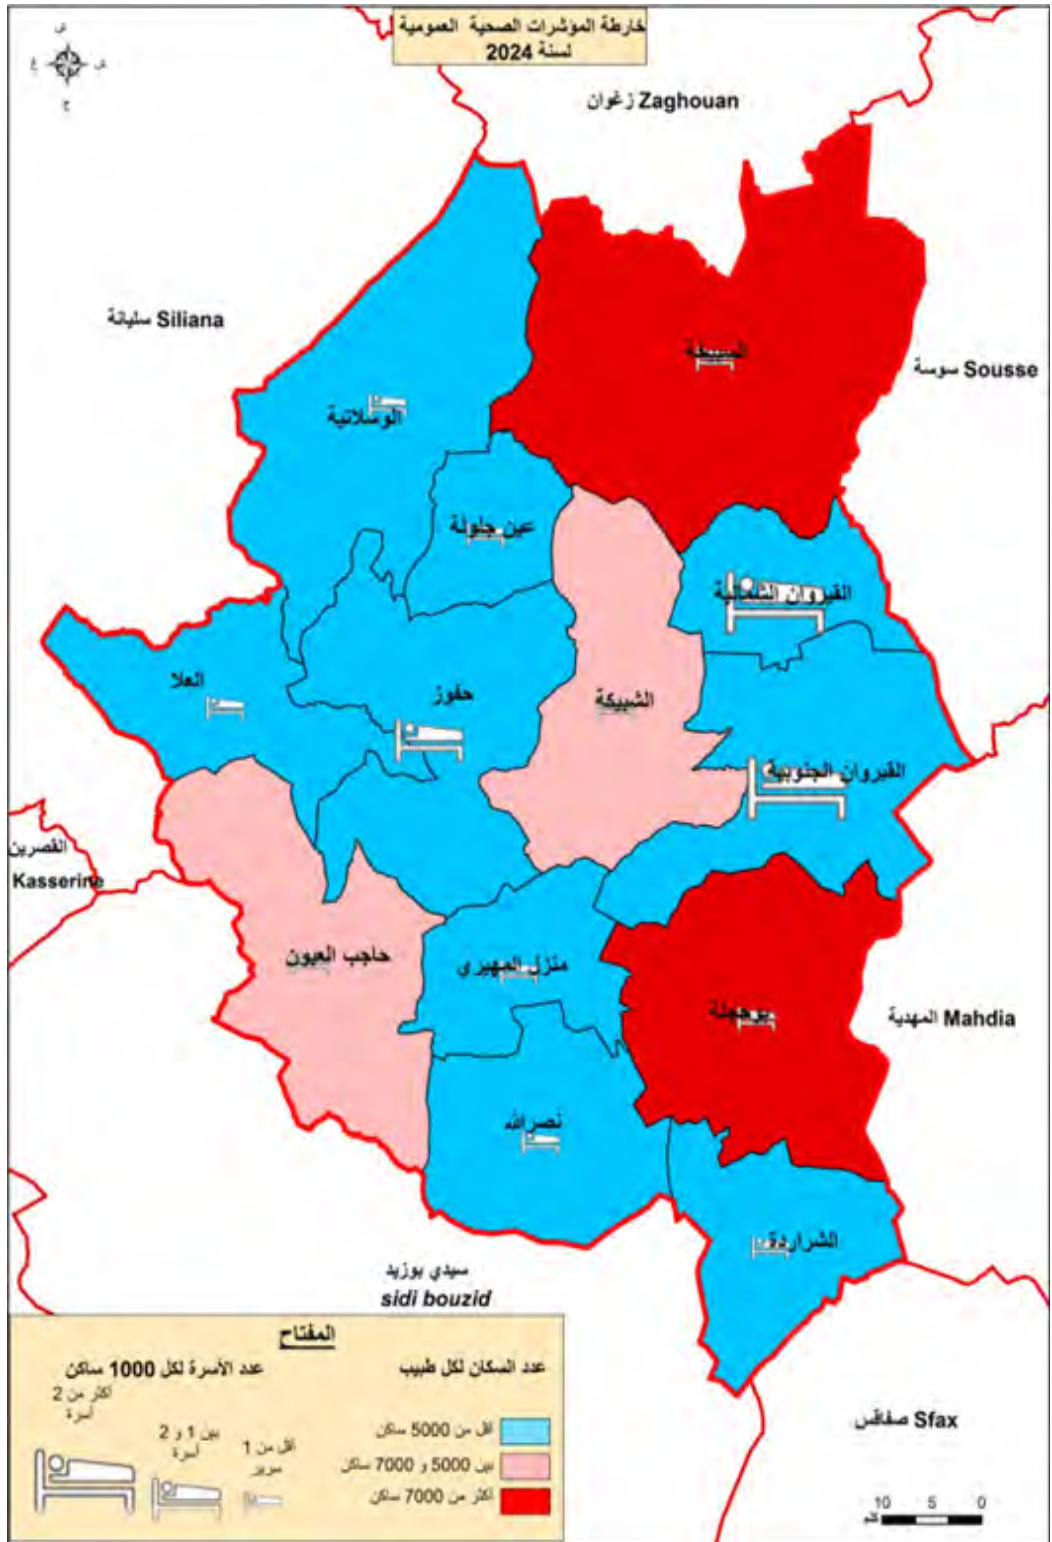 خارطة المؤشرات الصحية العمومية
لسنة 2024
ش
غ
ج
زغوان Zaghouan
سليانة Siliana
سوسة Sousse
الوسلاتية
عين جلولة
القيروان الشمالية
العلا
حفوز
الشبيكة
القيروان الجنوبية
القصرين
Kasserine
حاجب العيون
منزل المهيري
بوحجلة
المهدية Mahdia
نصرالله
الشراردة
سيدي بوزيد
sidi bouzid
صفاقس Sfax
المفتاح
عدد السكان لكل طبيب
أقل من 5000 ساكن
بين 5000 و 7000 ساكن
أكثر من 7000 ساكن
عدد الأسرة لكل 1000 ساكن
أكثر من 2
أسرة
بين 1 و 2
أسرة
أقل من 1
سرير
10 5 0
كلم